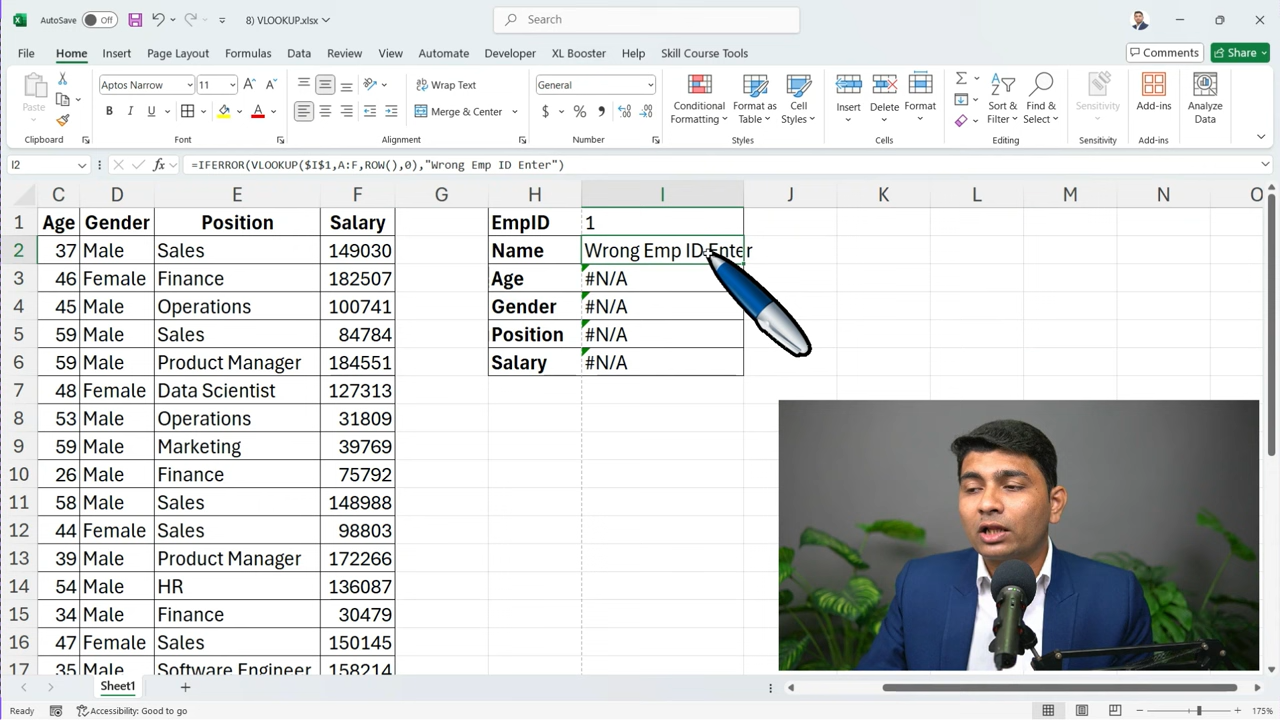 AutoSave Off 8) VLOOKUP.xlsx Search
File Home Insert Page Layout Formulas Data Review View Automate Developer XL Booster Help Skill Course Tools Comments Share
Paste Aptos Narrow 11 Wrap Text General Conditional Formatting Format as Table Cell Styles Insert Delete Format Sort & Filter Find & Select Sensitivity Add-ins Analyze Data
B I U Merge & Center $ % 9
Clipboard Font Alignment Number Styles Cells Editing Sensitivity Add-ins
I2 fx =IFERROR(VLOOKUP($I$1,A:F,ROW(),0),"Wrong Emp ID Enter")
C D E F G H I J K L M N O
1 Age Gender Position Salary EmpID 1
2 37 Male Sales 149030 Name Wrong Emp ID Enter
3 46 Female Finance 182507 Age #N/A
4 45 Male Operations 100741 Gender #N/A
5 59 Male Sales 84784 Position #N/A
6 59 Male Product Manager 184551 Salary #N/A
7 48 Female Data Scientist 127313
8 53 Male Operations 31809
9 59 Male Marketing 39769
10 26 Male Finance 75792
11 58 Male Sales 148988
12 44 Female Sales 98803
13 39 Male Product Manager 172266
14 54 Male HR 136087
15 34 Male Finance 30479
16 47 Female Sales 150145
17 35 Male Software Engineer 158214
Sheet1
Ready Accessibility: Good to go 175%